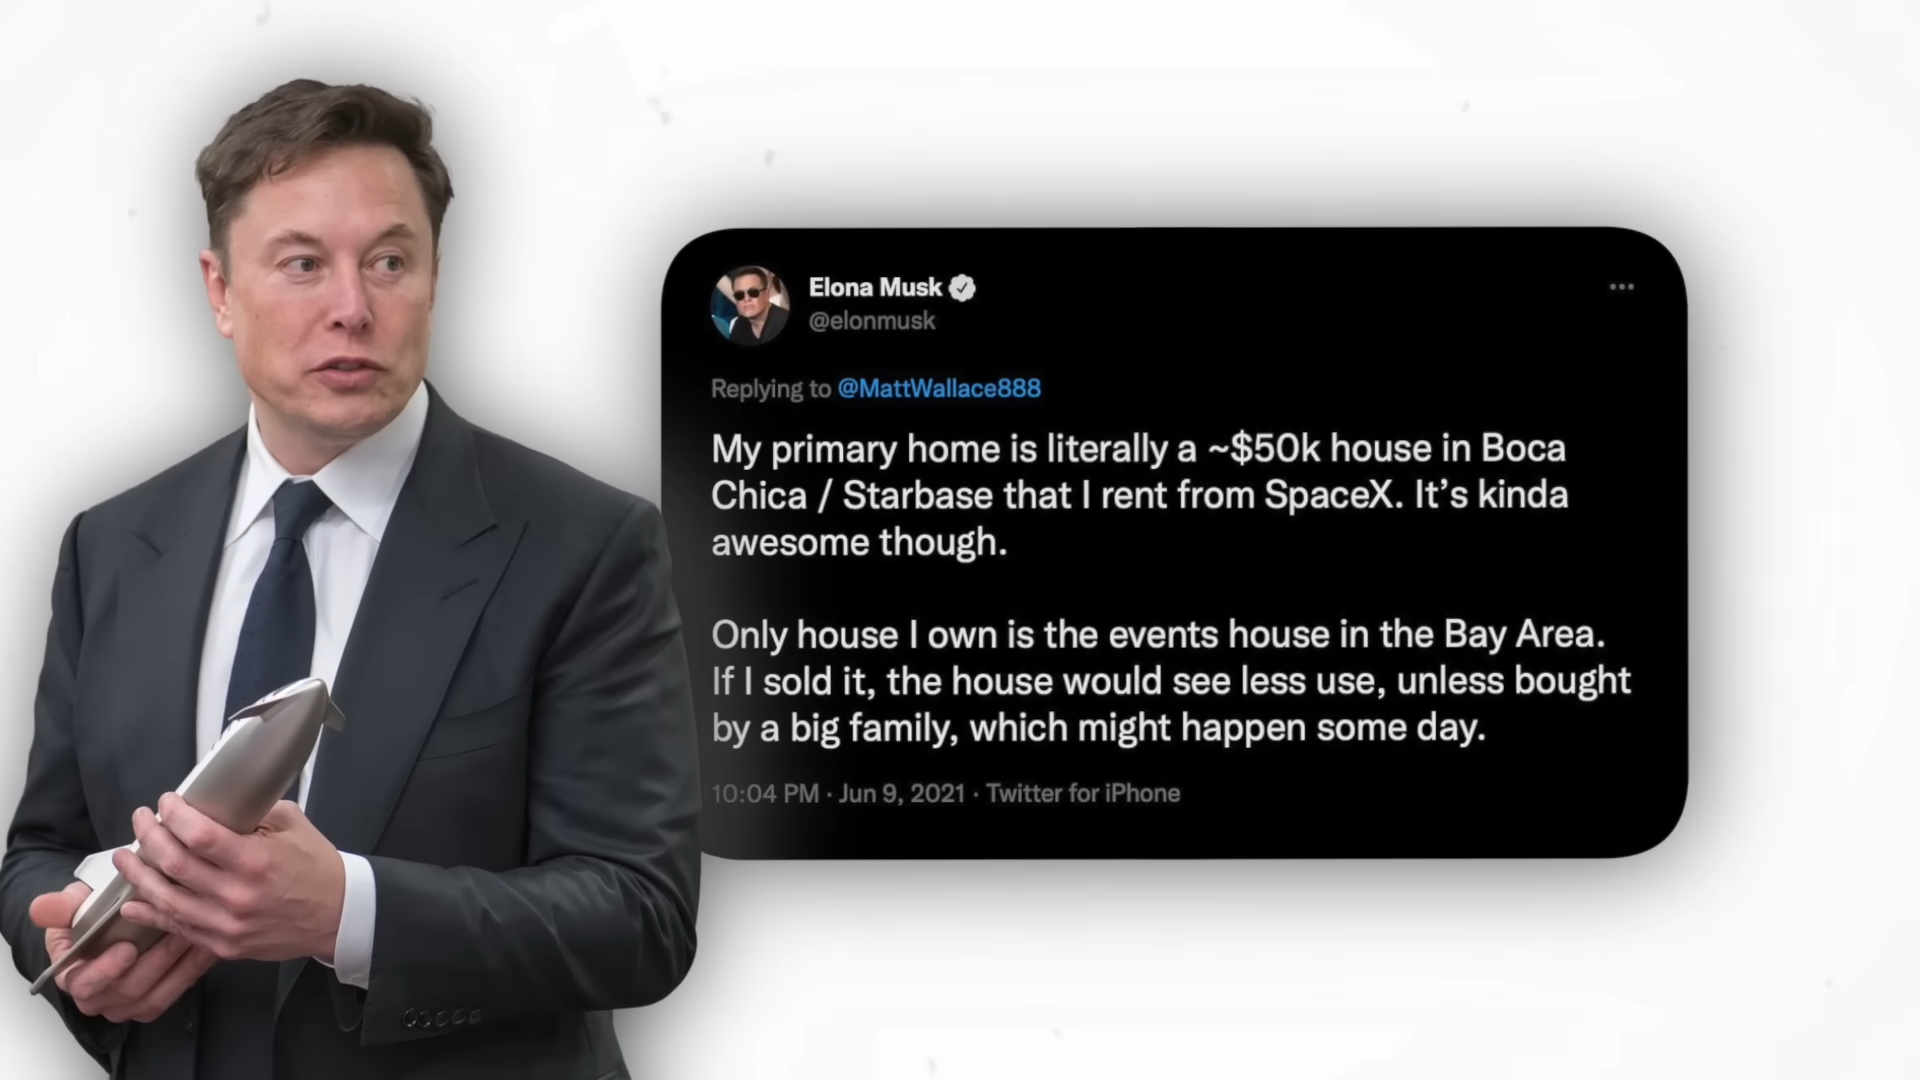 Elona Musk
@elonmusk
Replying to @MattWallace888
My primary home is literally a ~$50k house in Boca
Chica / Starbase that I rent from SpaceX. It’s kinda
awesome though.
Only house I own is the events house in the Bay Area.
If I sold it, the house would see less use, unless bought
by a big family, which might happen some day.
10:04 PM · Jun 9, 2021 · Twitter for iPhone